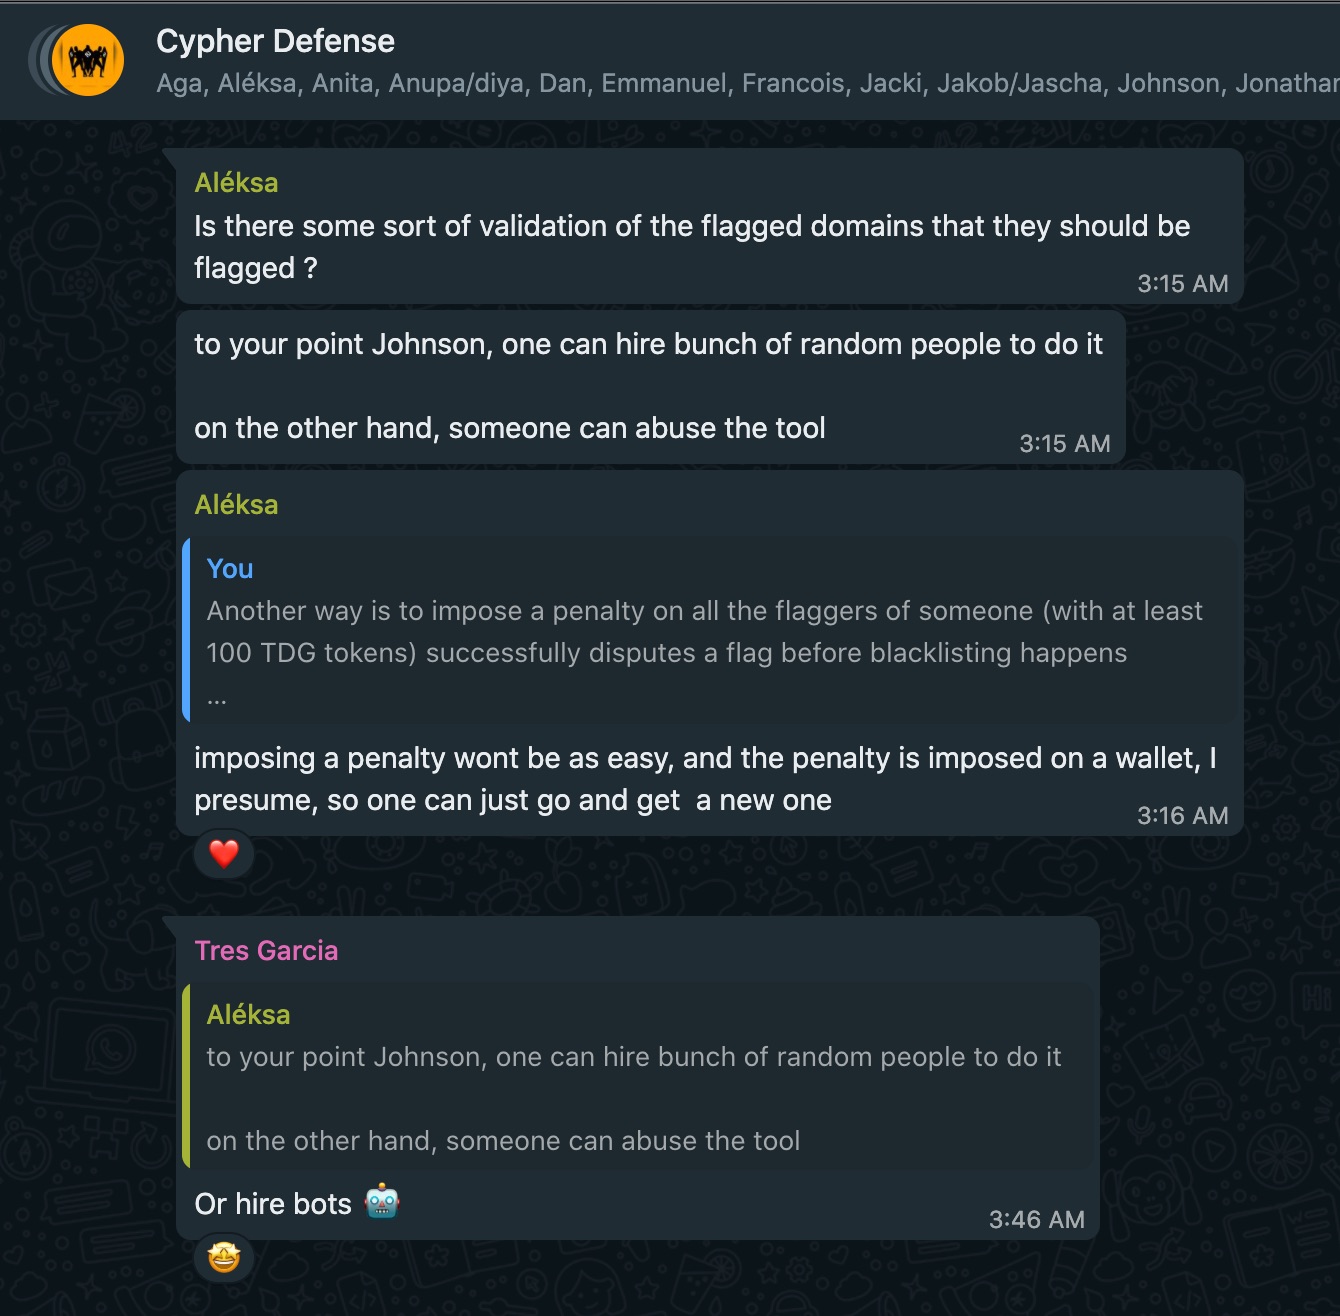 Cypher Defense
Aga, Aléksa, Anita, Anupa/diya, Dan, Emmanuel, Francois, Jacki, Jakob/Jascha, Johnson, Jonathan
Aléksa
Is there some sort of validation of the flagged domains that they should be
flagged ?
3:15 AM
to your point Johnson, one can hire bunch of random people to do it
on the other hand, someone can abuse the tool
3:15 AM
Aléksa
You
Another way is to impose a penalty on all the flaggers of someone (with at least
100 TDG tokens) successfully disputes a flag before blacklisting happens
...
imposing a penalty wont be as easy, and the penalty is imposed on a wallet, I
presume, so one can just go and get  a new one
3:16 AM
❤️
Tres Garcia
Aléksa
to your point Johnson, one can hire bunch of random people to do it
on the other hand, someone can abuse the tool
Or hire bots 🤖
3:46 AM
🤩